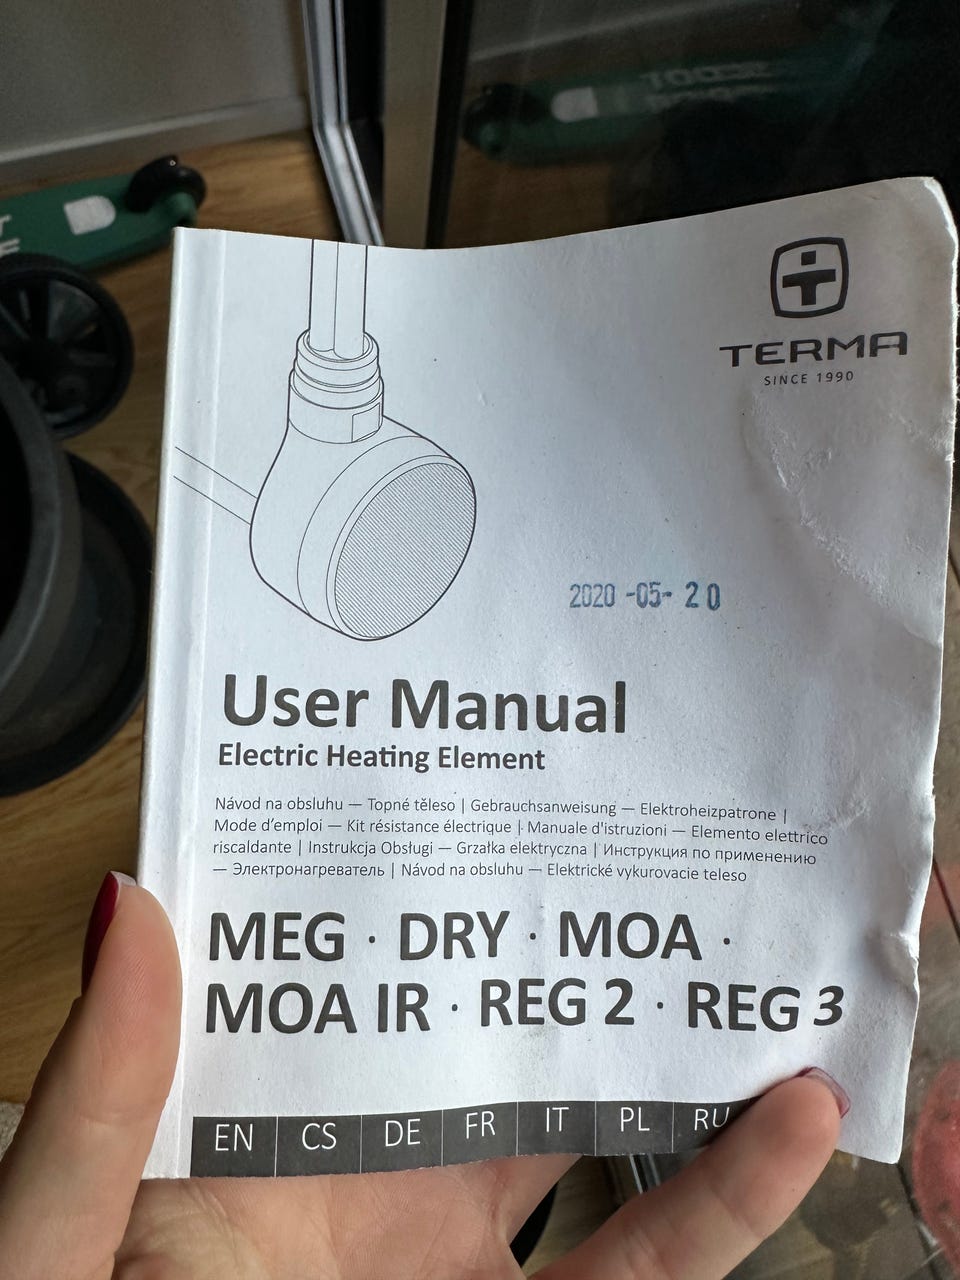 TERMA
SINCE 1990
2020 -05- 20
User Manual
Electric Heating Element
Návod na obsluhu — Topné těleso | Gebrauchsanweisung — Elektroheizpatrone |
Mode d'emploi — Kit résistance électrique | Manuale d'istruzioni — Elemento elettrico
riscaldante | Instrukcja Obsługi — Grzałka elektryczna | Инструкция по применению
— Электронагреватель | Návod na obsluhu — Elektrické vykurovacie teleso
MEG · DRY · MOA ·
MOA IR · REG 2 · REG 3
EN CS DE FR IT PL RU